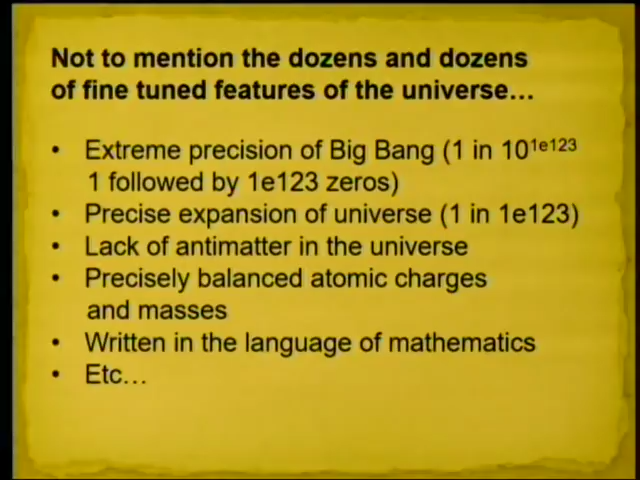 Not to mention the dozens and dozens
of fine tuned features of the universe…
• Extreme precision of Big Bang (1 in 10^1e123
1 followed by 1e123 zeros)
• Precise expansion of universe (1 in 1e123)
• Lack of antimatter in the universe
• Precisely balanced atomic charges
and masses
• Written in the language of mathematics
• Etc…